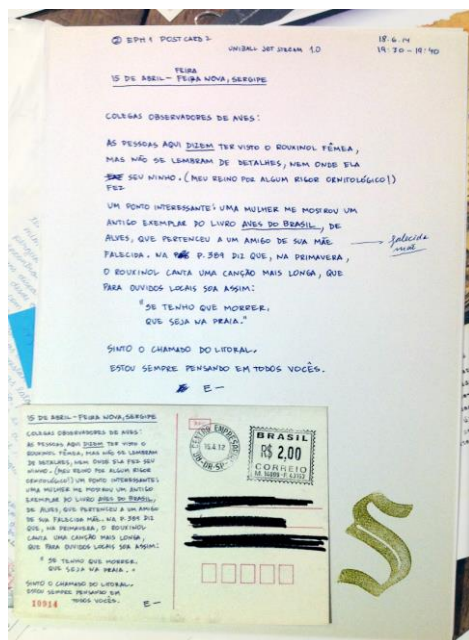 ② EPH 1 POST CARD 2
18.6.14
UNIBALL JET STREAM 1.0
19:30 – 19:40
FEIRA
15 DE ABRIL – FEIRA NOVA, SERGIPE
COLEGAS OBSERVADORES DE AVES:
AS PESSOAS AQUI DIZEM TER VISTO O ROUXINOL FÊMEA,
MAS NÃO SE LEMBRAM DE DETALHES, NEM ONDE ELA
SEU NINHO. (MEU REINO POR ALGUM RIGOR ORNITOLÓGICO!)
FEZ
UM PONTO INTERESSANTE: UMA MULHER ME MOSTROU UM
ANTIGO EXEMPLAR DO LIVRO AVES DO BRASIL, DE
ALVES, QUE PERTENCEU A UM AMIGO DE SUA MÃE
FALECIDA. NA P. 389 DIZ QUE, NA PRIMAVERA,
O ROUXINOL CANTA UMA CANÇÃO MAIS LONGA, QUE
PARA OUVIDOS LOCAIS SOA ASSIM:
"SE TENHO QUE MORRER,
QUE SEJA NA PRAIA."
SINTO O CHAMADO DO LITORAL.
ESTOU SEMPRE PENSANDO EM TODOS VOCÊS.
E –
falecida
15 DE ABRIL – FEIRA NOVA, SERGIPE
COLEGAS OBSERVADORES DE AVES:
AS PESSOAS AQUI DIZEM TER VISTO O
ROUXINOL FÊMEA, MAS NÃO SE LEMBRAM
DE DETALHES, NEM ONDE ELA FEZ SEU
NINHO. (MEU REINO POR ALGUM RIGOR
ORNITOLÓGICO!) UM PONTO INTERESSANTE:
UMA MULHER ME MOSTROU UM ANTIGO
EXEMPLAR DO LIVRO AVES DO BRASIL,
DE ALVES, QUE PERTENCEU A UM AMIGO
DE SUA FALECIDA MÃE. NA P. 385 DIZ
QUE, NA PRIMAVERA, O ROUXINOL
CANTA UMA CANÇÃO MAIS LONGA,
QUE PARA OUVIDOS LOCAIS SOA ASSIM:
"SE TENHO QUE MORRER,
QUE SEJA NA PRAIA."
SINTO O CHAMADO DO LITORAL.
ESTOU SEMPRE PENSANDO EM
TODOS VOCÊS.
E –
10914
CENTRO
BRASIL
R$ 2,00
CORREIO
S